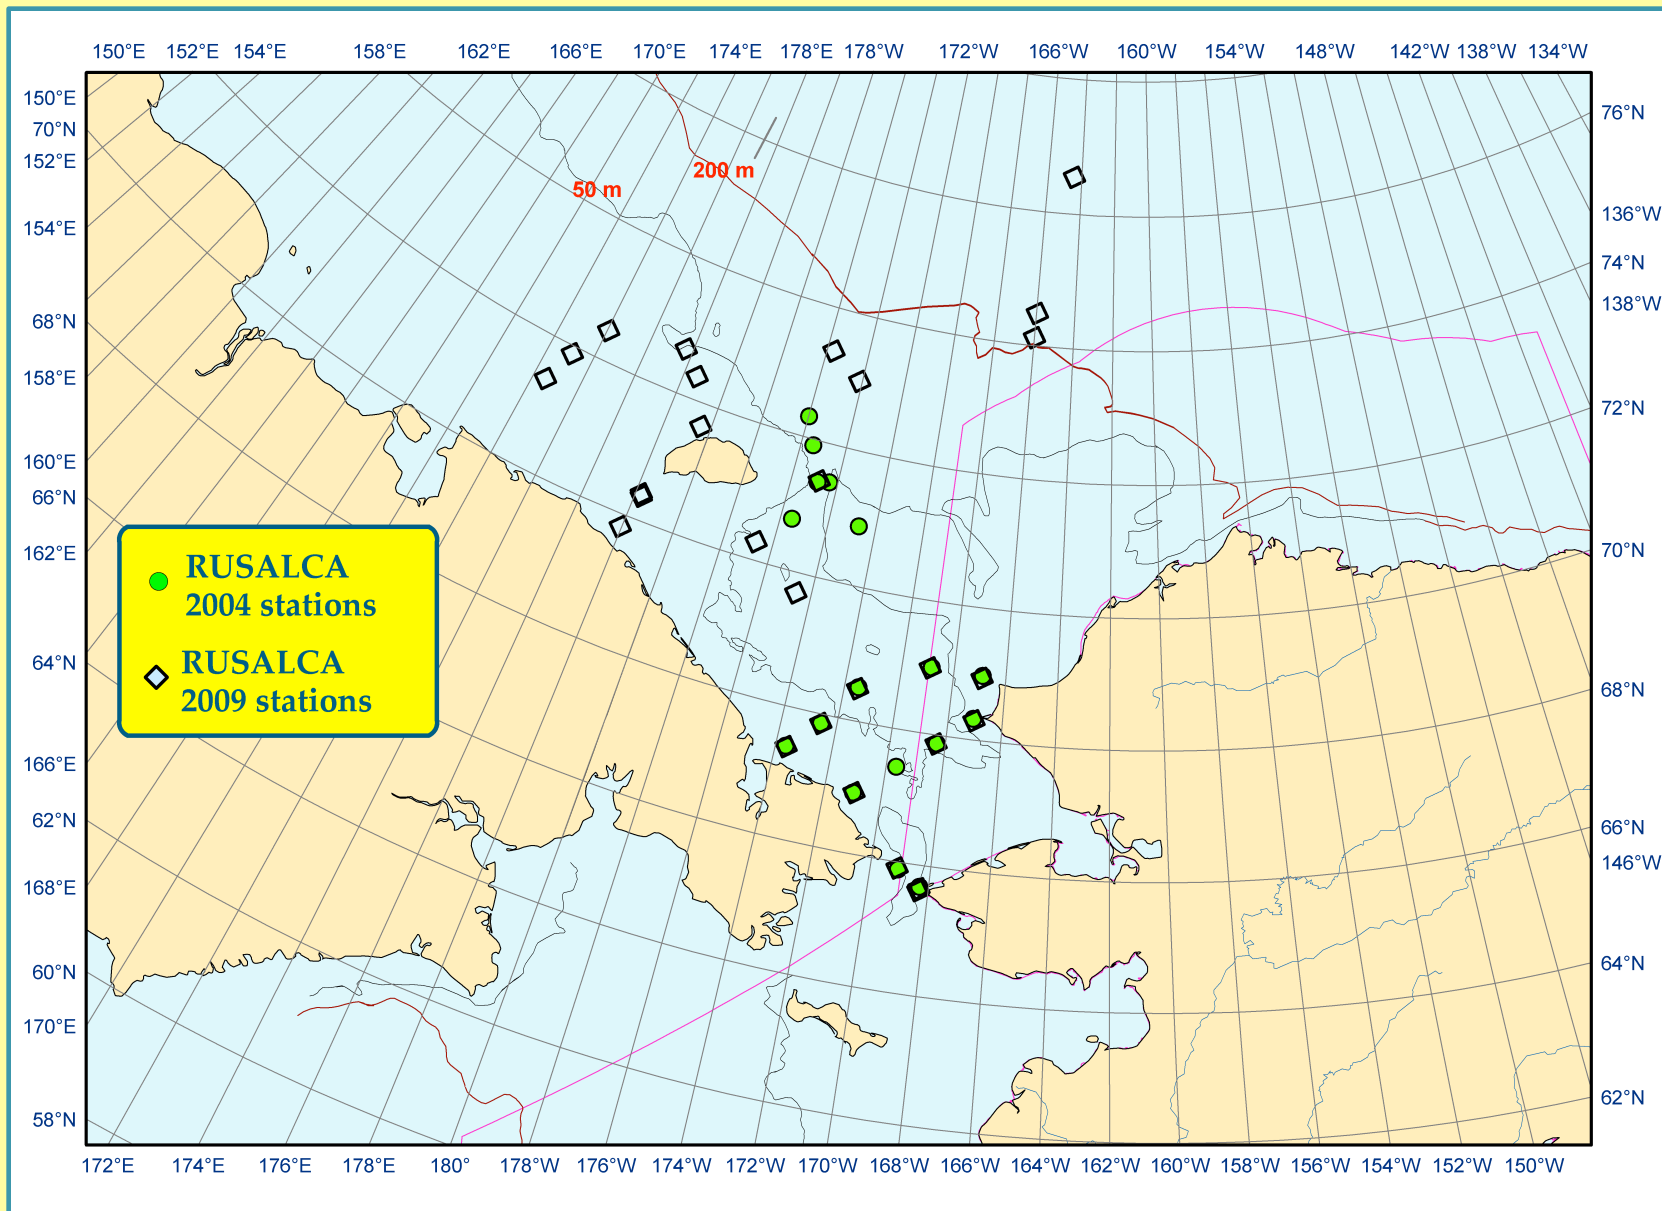 150°E 152°E 154°E 158°E 162°E 166°E 170°E 174°E 178°E 178°W 172°W 166°W 160°W 154°W 148°W 142°W 138°W 134°W
150°E
70°N
152°E
154°E
68°N
158°E
160°E
66°N
162°E
64°N
166°E
62°N
168°E
60°N
170°E
58°N
200 m
50 m
RUSALCA
2004 stations
RUSALCA
2009 stations
76°N
136°W
74°N
138°W
72°N
70°N
68°N
66°N
146°W
64°N
62°N
172°E 174°E 176°E 178°E 180° 178°W 176°W 174°W 172°W 170°W 168°W 166°W 164°W 162°W 160°W 158°W 156°W 154°W 152°W 150°W